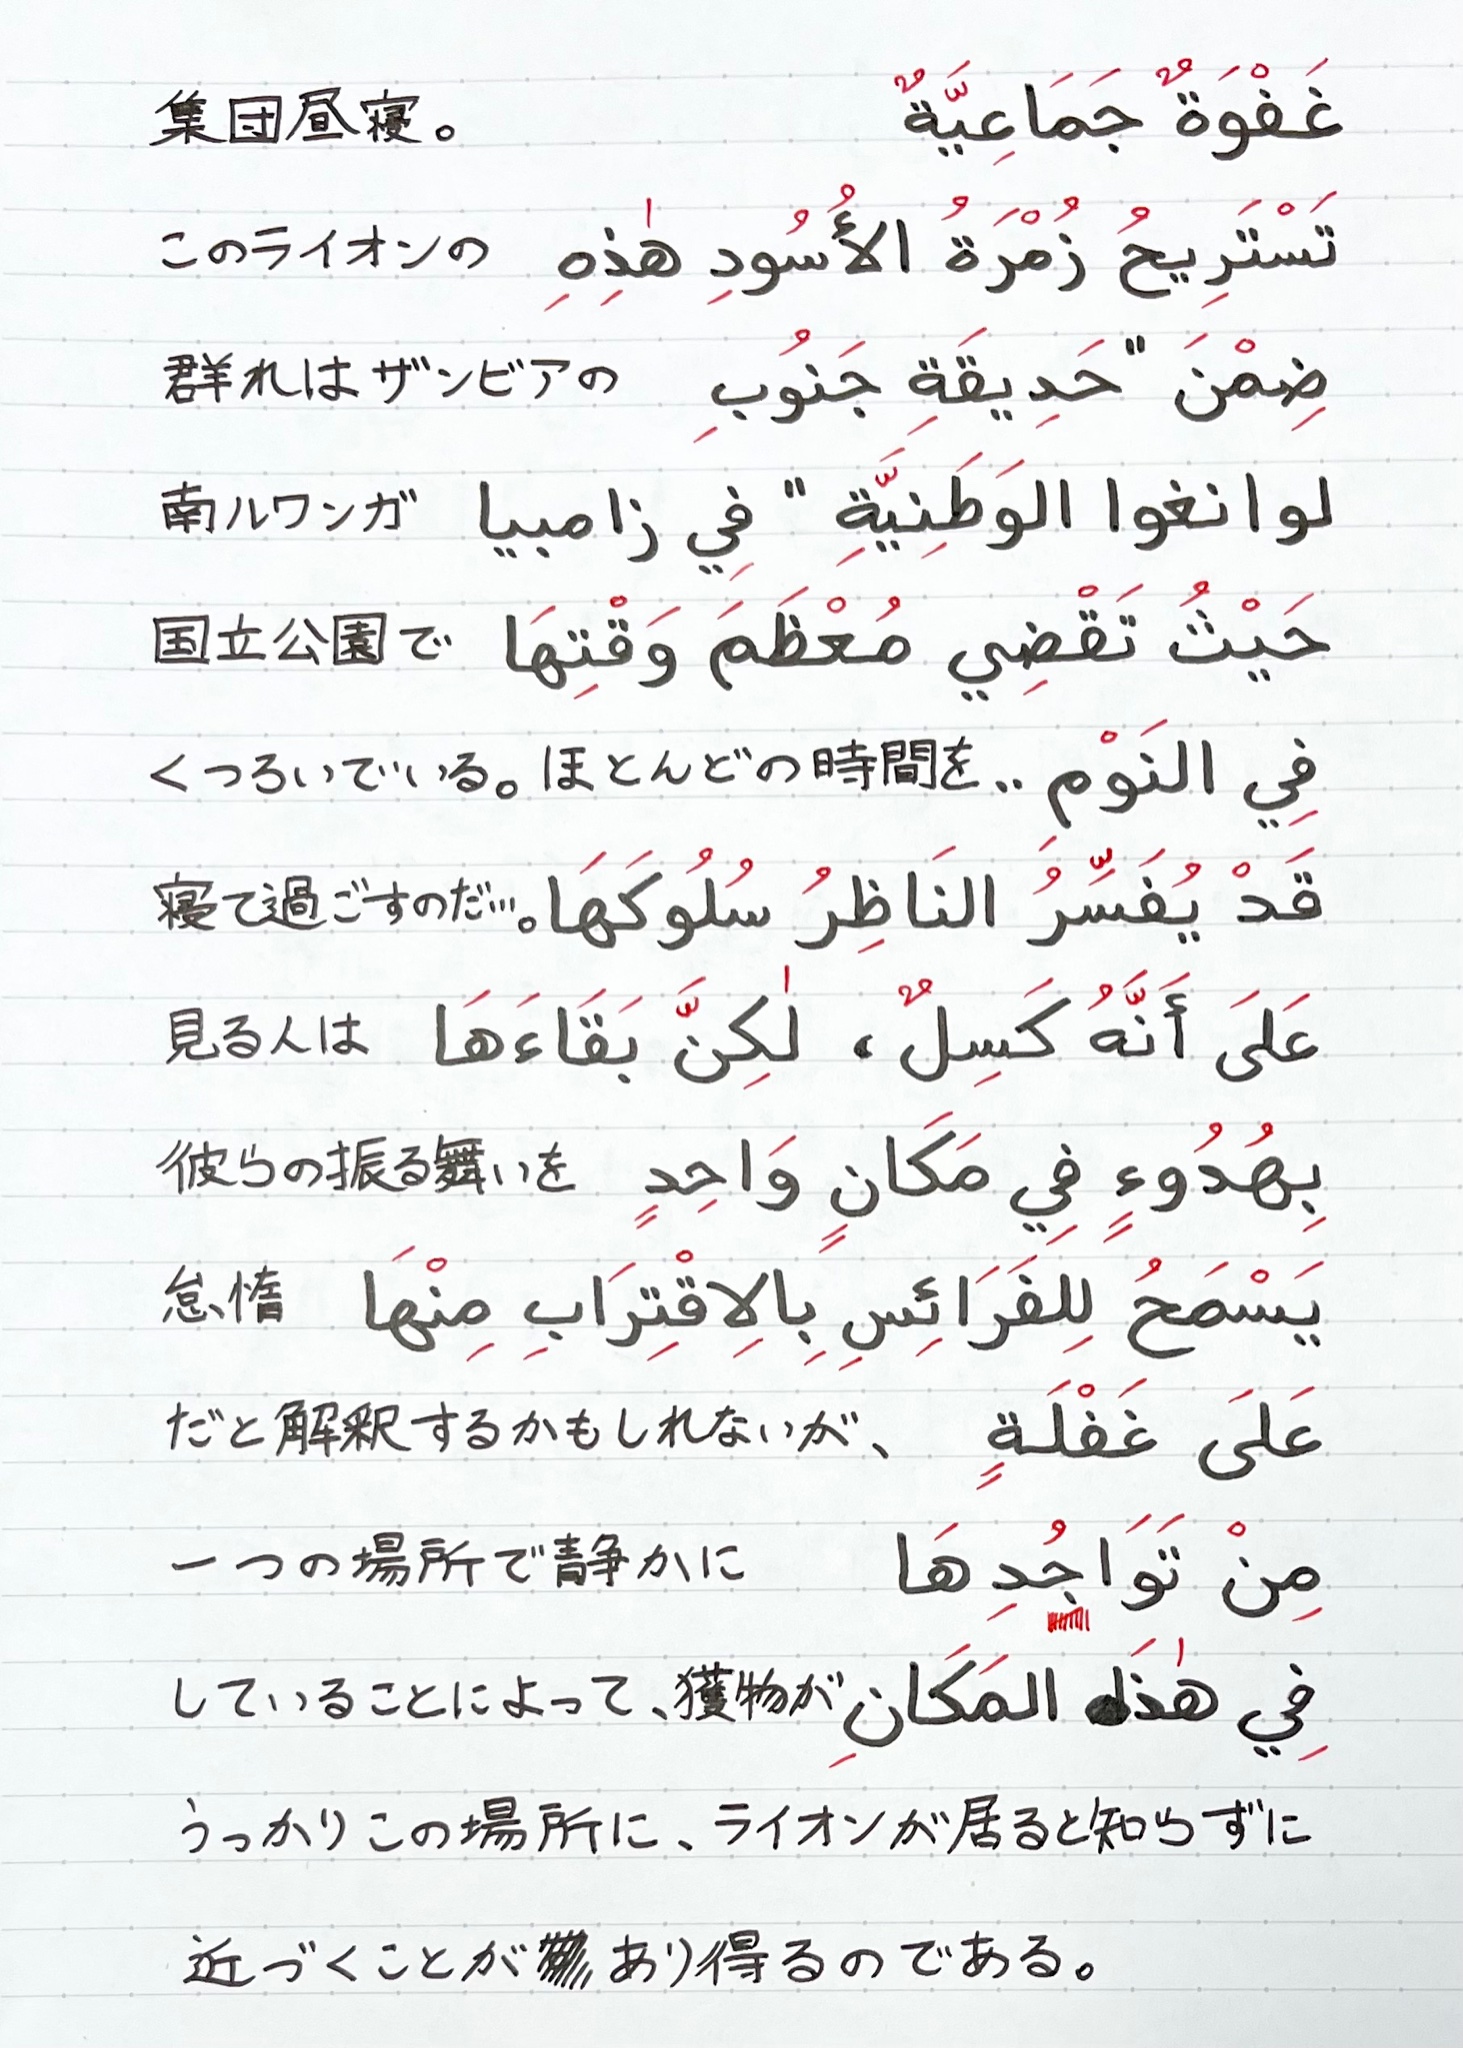 集団昼寝。 غَفْوَةٌ جَمَاعِيَّةٌ
このライオンの تَسْتَرِيحُ زُمْرَةُ الأُسُودِ هٰذِهِ
群れはザンビアの ضِمْنَ "حَدِيقَةِ جَنُوبِ
南ルワンガ لوانغوا الوَطَنِيَّةِ" فِي زامبيا
国立公園で حَيْثُ تَقْضِي مُعْظَمَ وَقْتِهَا
くつろいでいる。ほとんどの時間を فِي النَوْم..
寝て過ごすのだ…。 قَدْ يُفَسِّرُ النَاظِرُ سُلُوكَهَا
見る人は عَلَى أَنَّهُ كَسِلٌ، لٰكِنَّ بَقَاءَهَا
彼らの振る舞いを بِهُدُوءٍ فِي مَكَانٍ وَاحِدٍ
怠惰 يَسْمَحُ لِلفَرَائِسِ بِالِاقْتِرَابِ مِنْهَا
だと解釈するかもしれないが、 عَلَى غَفْلَةٍ
一つの場所で静かに مِنْ تَوَاجُدِهَا
していることによって、獲物が فِي هٰذَا المَكَانِ
うっかりこの場所に、ライオンが居ると知らずに
近づくことがあり得るのである。